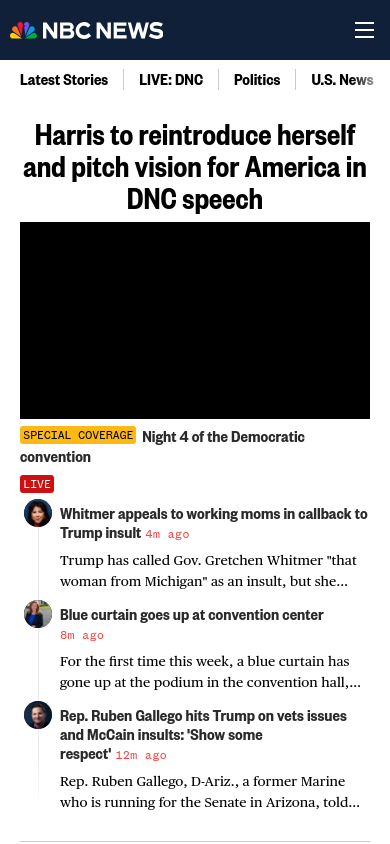 NBC NEWS
Latest Stories LIVE: DNC Politics U.S. News
Harris to reintroduce herself
and pitch vision for America in
DNC speech
SPECIAL COVERAGE Night 4 of the Democratic
convention
LIVE
Whitmer appeals to working moms in callback to
Trump insult 4m ago
Trump has called Gov. Gretchen Whitmer "that
woman from Michigan" as an insult, but she...
Blue curtain goes up at convention center
8m ago
For the first time this week, a blue curtain has
gone up at the podium in the convention hall,...
Rep. Ruben Gallego hits Trump on vets issues
and McCain insults: 'Show some
respect' 12m ago
Rep. Ruben Gallego, D-Ariz., a former Marine
who is running for the Senate in Arizona, told...